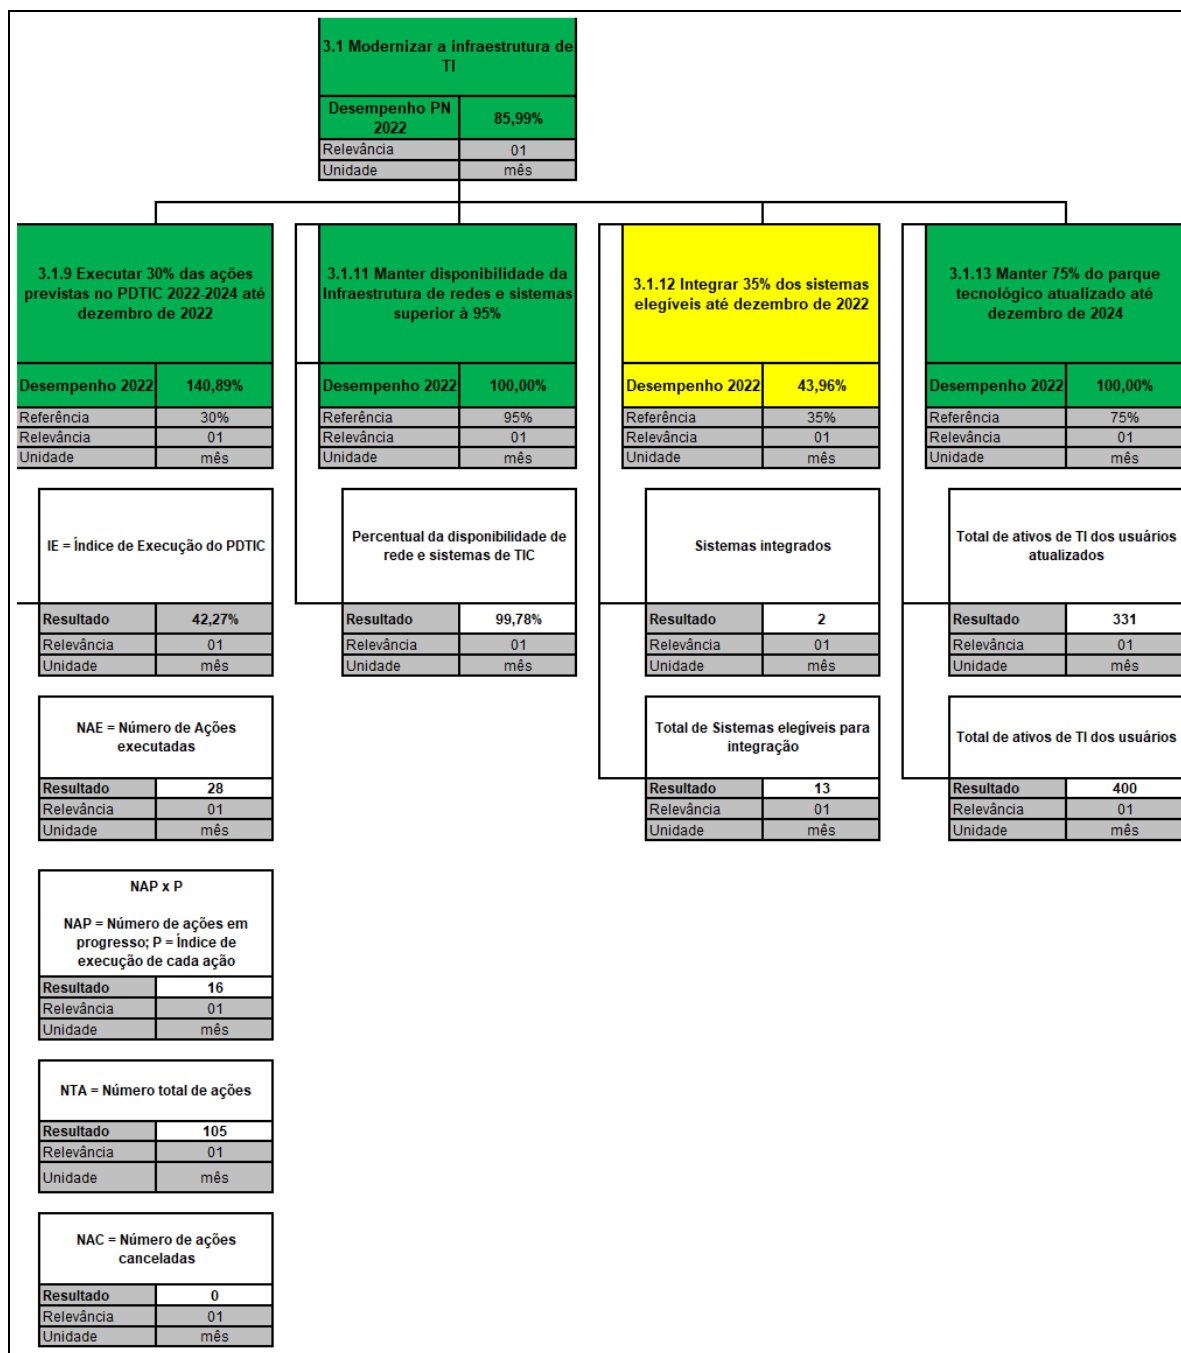 3.1 Modernizar a infraestrutura de
TI
Desempenho PN
2022
85,99%
Relevância 01
Unidade mês
3.1.9 Executar 30% das ações
previstas no PDTIC 2022-2024 até
dezembro de 2022
Desempenho 2022 140,89%
Referência 30%
Relevância 01
Unidade mês
IE = Índice de Execução do PDTIC
Resultado 42,27%
Relevância 01
Unidade mês
NAE = Número de Ações
executadas
Resultado 28
Relevância 01
Unidade mês
NAP x P
NAP = Número de ações em
progresso; P = Índice de
execução de cada ação
Resultado 16
Relevância 01
Unidade mês
NTA = Número total de ações
Resultado 105
Relevância 01
Unidade mês
NAC = Número de ações
canceladas
Resultado 0
Relevância 01
Unidade mês
3.1.11 Manter disponibilidade da
Infraestrutura de redes e sistemas
superior à 95%
Desempenho 2022 100,00%
Referência 95%
Relevância 01
Unidade mês
Percentual da disponibilidade de
rede e sistemas de TIC
Resultado 99,78%
Relevância 01
Unidade mês
3.1.12 Integrar 35% dos sistemas
elegíveis até dezembro de 2022
Desempenho 2022 43,96%
Referência 35%
Relevância 01
Unidade mês
Sistemas integrados
Resultado 2
Relevância 01
Unidade mês
Total de Sistemas elegíveis para
integração
Resultado 13
Relevância 01
Unidade mês
3.1.13 Manter 75% do parque
tecnológico atualizado até
dezembro de 2024
Desempenho 2022 100,00%
Referência 75%
Relevância 01
Unidade mês
Total de ativos de TI dos usuários
atualizados
Resultado 331
Relevância 01
Unidade mês
Total de ativos de TI dos usuários
Resultado 400
Relevância 01
Unidade mês